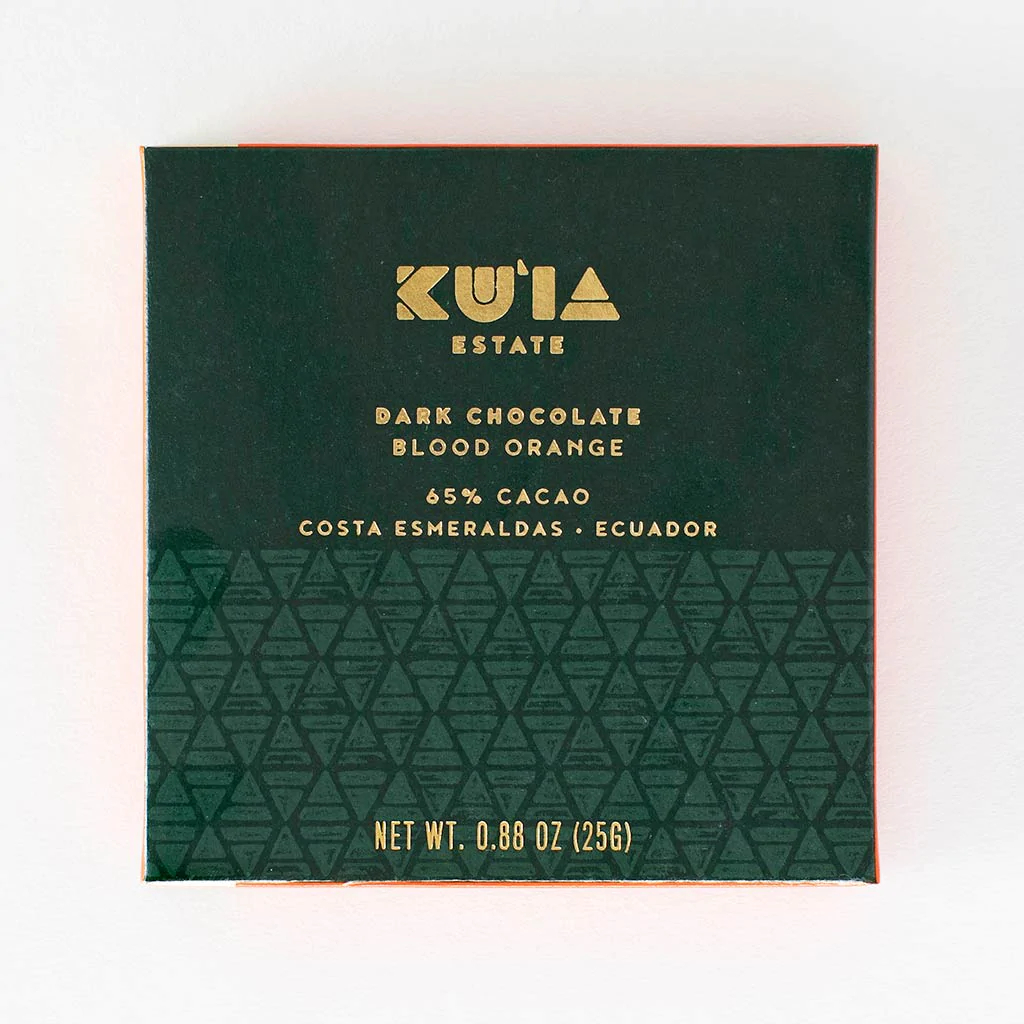 KU'IA
ESTATE
DARK CHOCOLATE
BLOOD ORANGE
65% CACAO
COSTA ESMERALDAS • ECUADOR
NET WT. 0.88 OZ (25G)